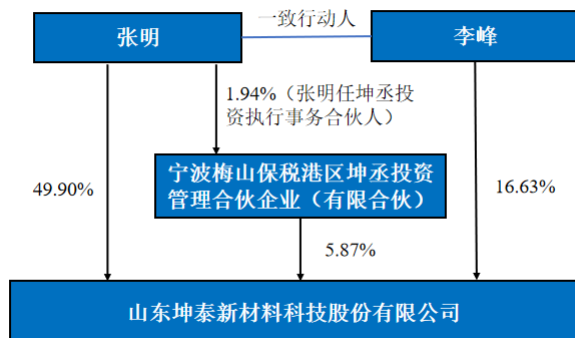 一致行动人
张明
李峰
1.94%（张明任坤丞投
资执行事务合伙人）
49.90%
宁波梅山保税港区坤丞投资
管理合伙企业（有限合伙）
16.63%
5.87%
山东坤泰新材料科技股份有限公司